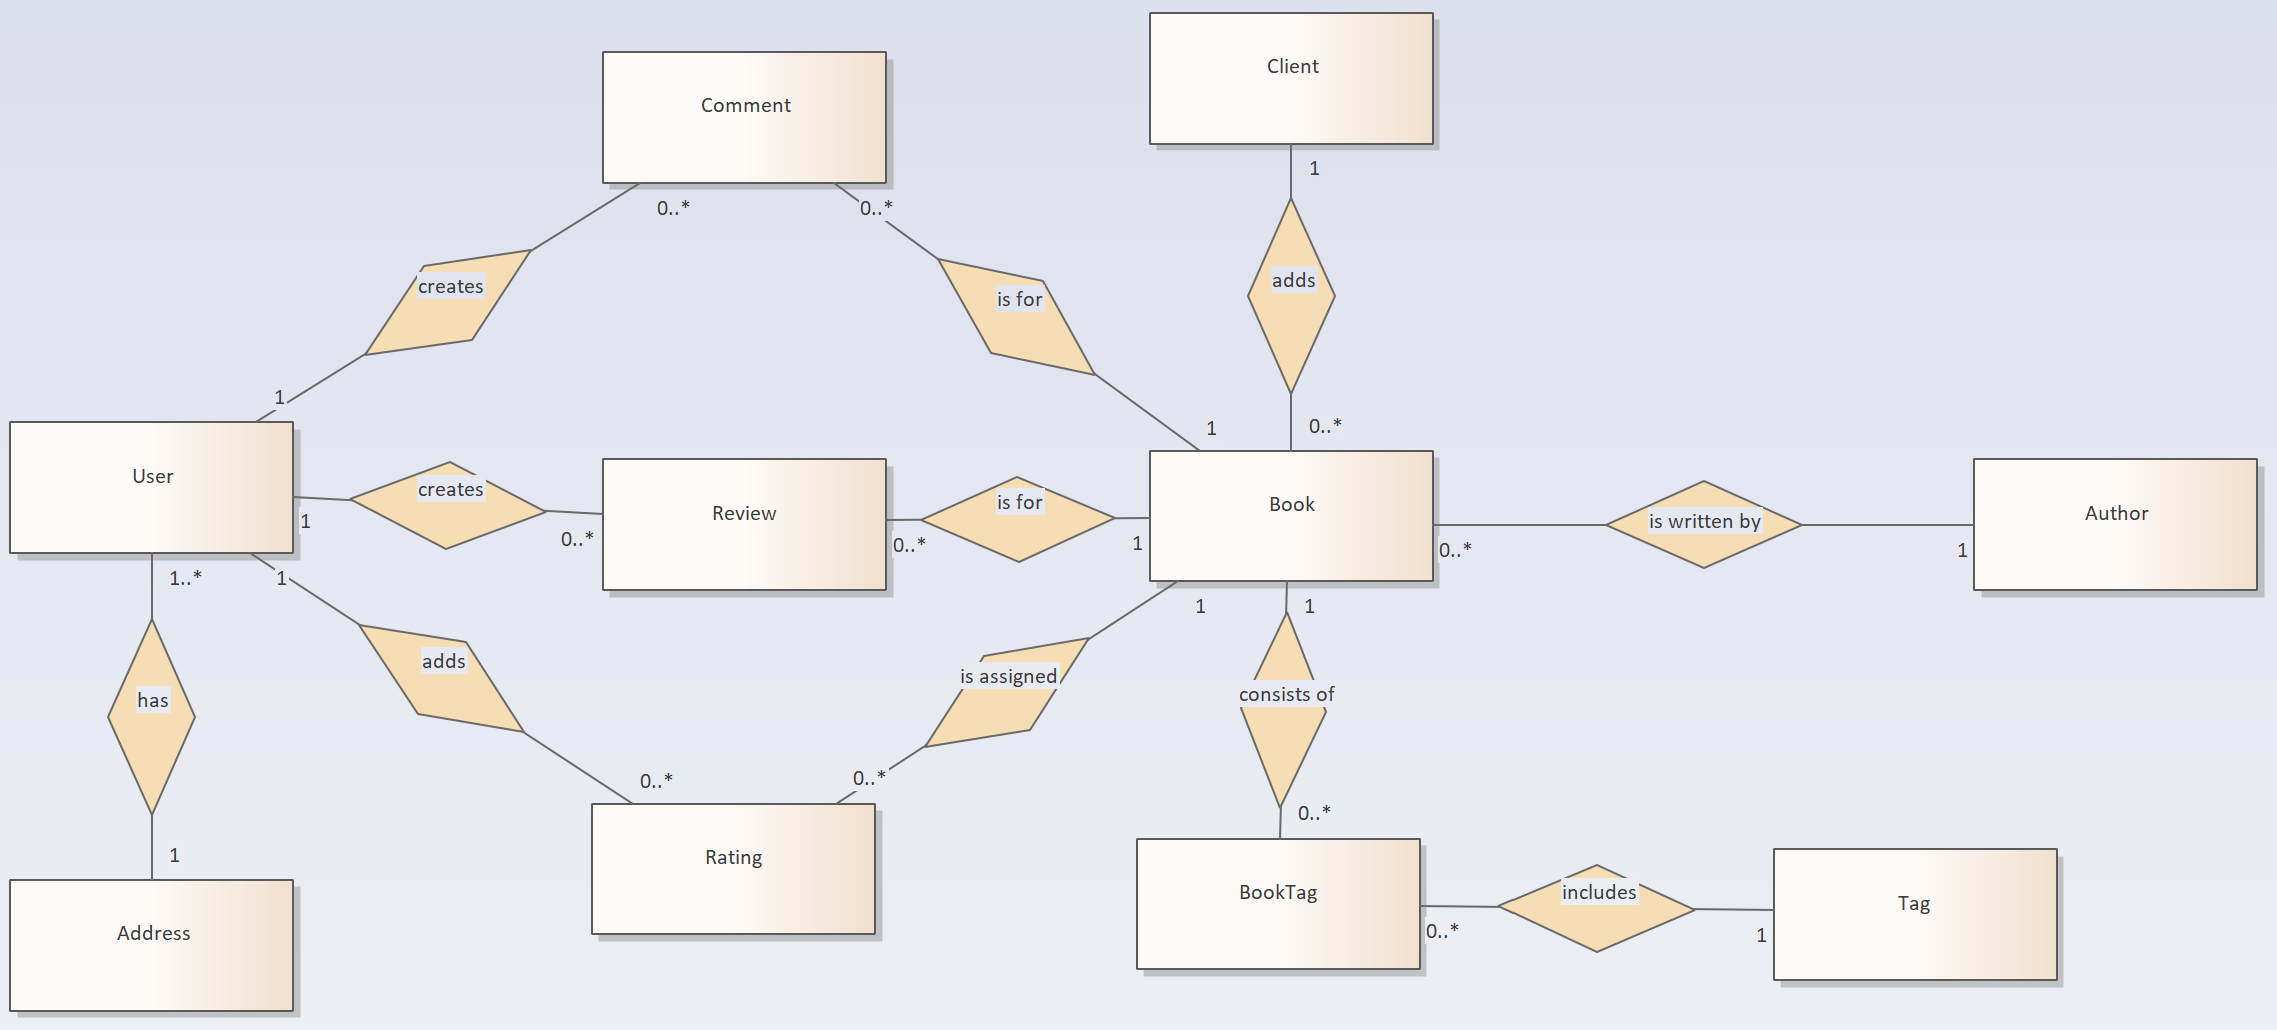 Client
Comment
1
0..*
0..*
creates
is for
adds
1
1
0..*
User
creates
Review
is for
Book
is written by
Author
1
0..*
0..*
1
0..*
1
1..*
1
1
1
has
adds
is assigned
consists of
0..*
0..*
0..*
1
Rating
BookTag
includes
Tag
Address
0..*
1